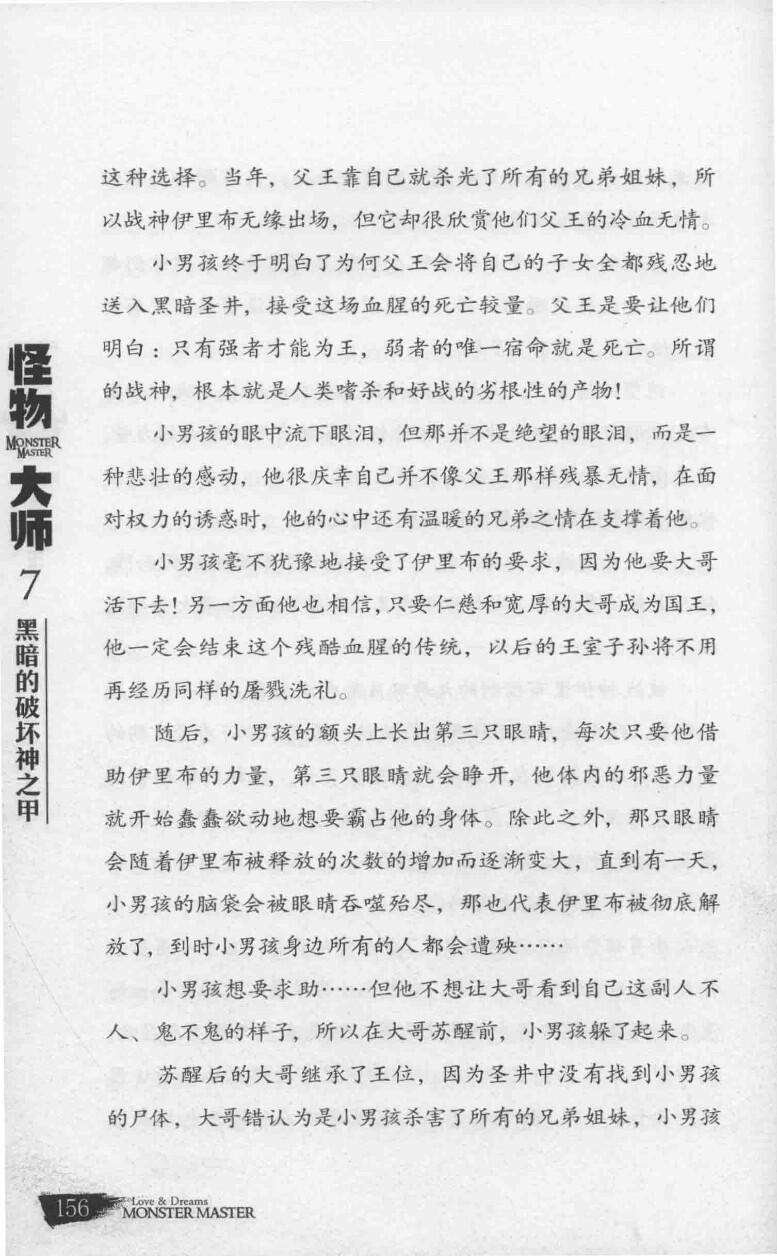 这种选择。当年，父王靠自己就杀光了所有的兄弟姐妹，所
以战神伊里布无缘出场，但它却很欣赏他们父王的冷血无情。
小男孩终于明白了为何父王会将自己的子女全都残忍地
送入黑暗圣井，接受这场血腥的死亡较量。父王是要让他们
明白：只有强者才能为王，弱者的唯一宿命就是死亡。所谓
的战神，根本就是人类嗜杀和好战的劣根性的产物！
小男孩的眼中流下眼泪，但那并不是绝望的眼泪，而是一
种悲壮的感动，他很庆幸自己并不像父王那样残暴无情，在面
对权力的诱惑时，他的心中还有温暖的兄弟之情在支撑着他。
小男孩毫不犹豫地接受了伊里布的要求，因为他要大哥
活下去！另一方面他也相信，只要仁慈和宽厚的大哥成为国王，
他一定会结束这个残酷血腥的传统，以后的王室子孙将不用
再经历同样的屠戮洗礼。
随后，小男孩的额头上长出第三只眼睛，每次只要他借
助伊里布的力量，第三只眼睛就会睁开，他体内的邪恶力量
就开始蠢蠢欲动地想要霸占他的身体。除此之外，那只眼睛
会随着伊里布被释放的次数的增加而逐渐变大，直到有一天，
小男孩的脑袋会被眼睛吞噬殆尽，那也代表伊里布被彻底解
放了，到时小男孩身边所有的人都会遭殃……
小男孩想要求助……但他不想让大哥看到自己这副人不
人、鬼不鬼的样子，所以在大哥苏醒前，小男孩躲了起来。
苏醒后的大哥继承了王位，因为圣井中没有找到小男孩
的尸体，大哥错认为是小男孩杀害了所有的兄弟姐妹，小男孩
怪物
MONSTER
MASTER
大师
7
黑暗的破坏神之甲
156
Love & Dreams
MONSTER MASTER